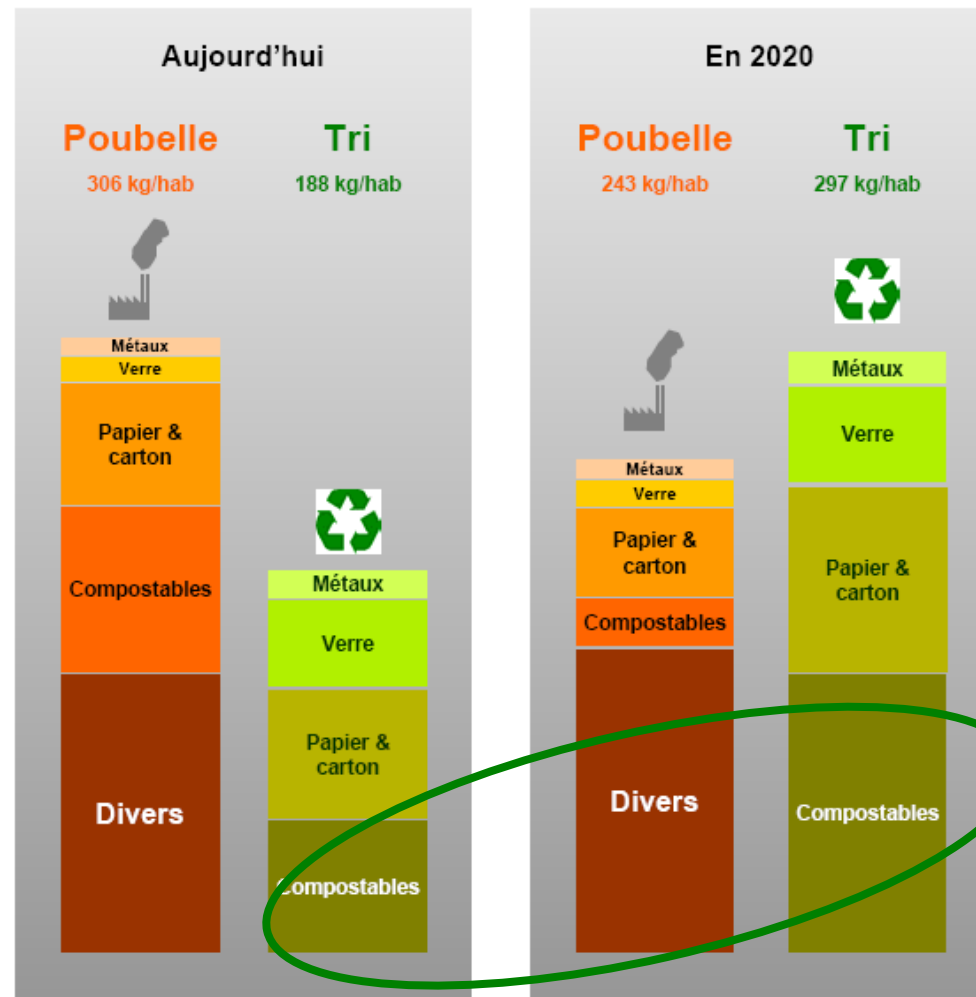 Aujourd'hui
Poubelle
306 kg/hab
Tri
188 kg/hab
Métaux
Verre
Papier &
carton
Compostables
Divers
Métaux
Verre
Papier &
carton
Compostables
En 2020
Poubelle
243 kg/hab
Tri
297 kg/hab
Métaux
Verre
Papier &
carton
Compostables
Divers
Métaux
Verre
Papier &
carton
Compostables